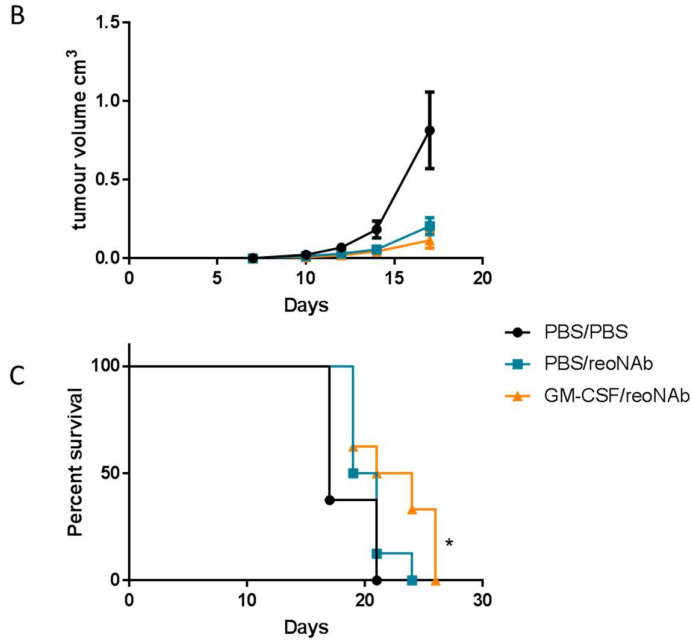 B
tumour volume cm3
1.5
1.0
0.5
0.0
0 5 10 15 20
Days
PBS/PBS
PBS/reoNAb
GM-CSF/reoNAb
C
Percent survival
100
50
0
*
0 10 20 30
Days